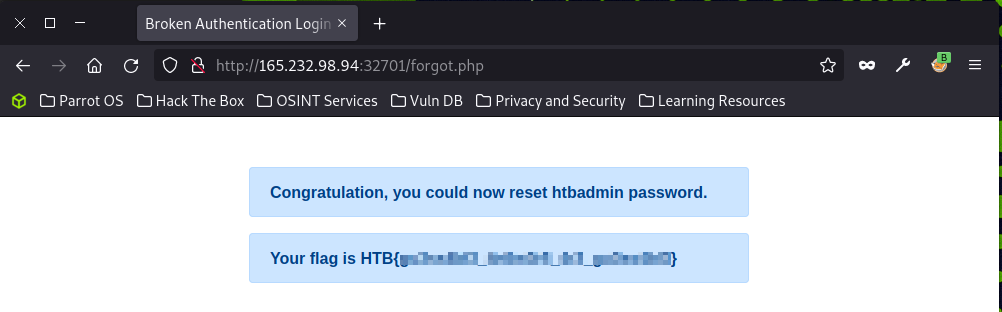 Broken Authentication Login
http://165.232.98.94:32701/forgot.php
B
Parrot OS Hack The Box OSINT Services Vuln DB Privacy and Security Learning Resources
Congratulation, you could now reset htbadmin password.
Your flag is HTB{ }